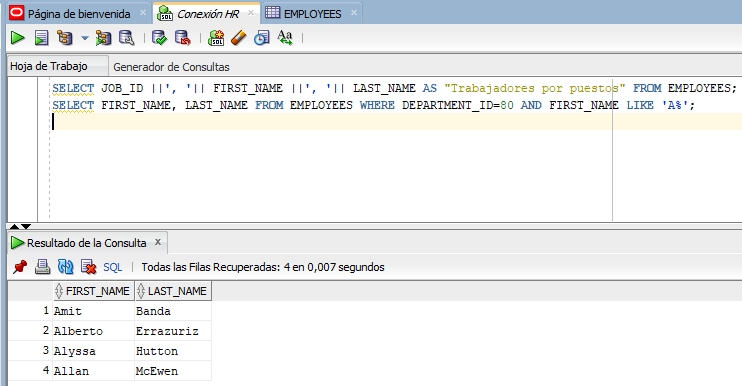 Página de bienvenida
Conexión HR
EMPLOYEES
SQL
Aa
Hoja de Trabajo
Generador de Consultas
SELECT JOB_ID ||', '|| FIRST_NAME ||', '|| LAST_NAME AS "Trabajadores por puestos" FROM EMPLOYEES;
SELECT FIRST_NAME, LAST_NAME FROM EMPLOYEES WHERE DEPARTMENT_ID=80 AND FIRST_NAME LIKE 'A%';
Resultado de la Consulta x
SQL | Todas las Filas Recuperadas: 4 en 0,007 segundos
FIRST_NAME LAST_NAME
1 Amit Banda
2 Alberto Errazuriz
3 Alyssa Hutton
4 Allan McEwen